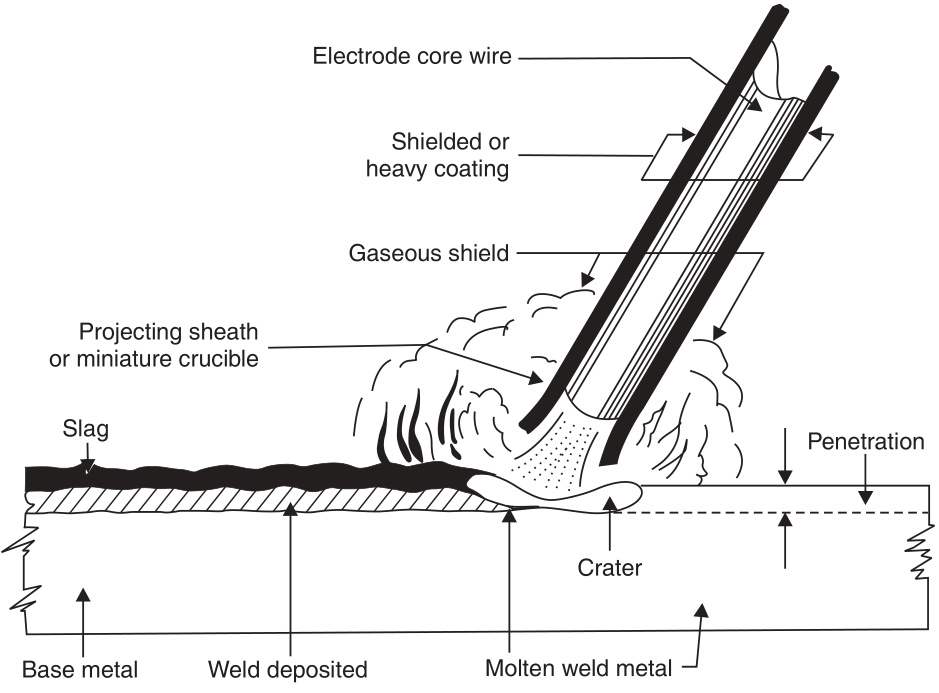 Electrode core wire
Shielded or
heavy coating
Gaseous shield
Projecting sheath
or miniature crucible
Slag
Penetration
Crater
Base metal
Weld deposited
Molten weld metal